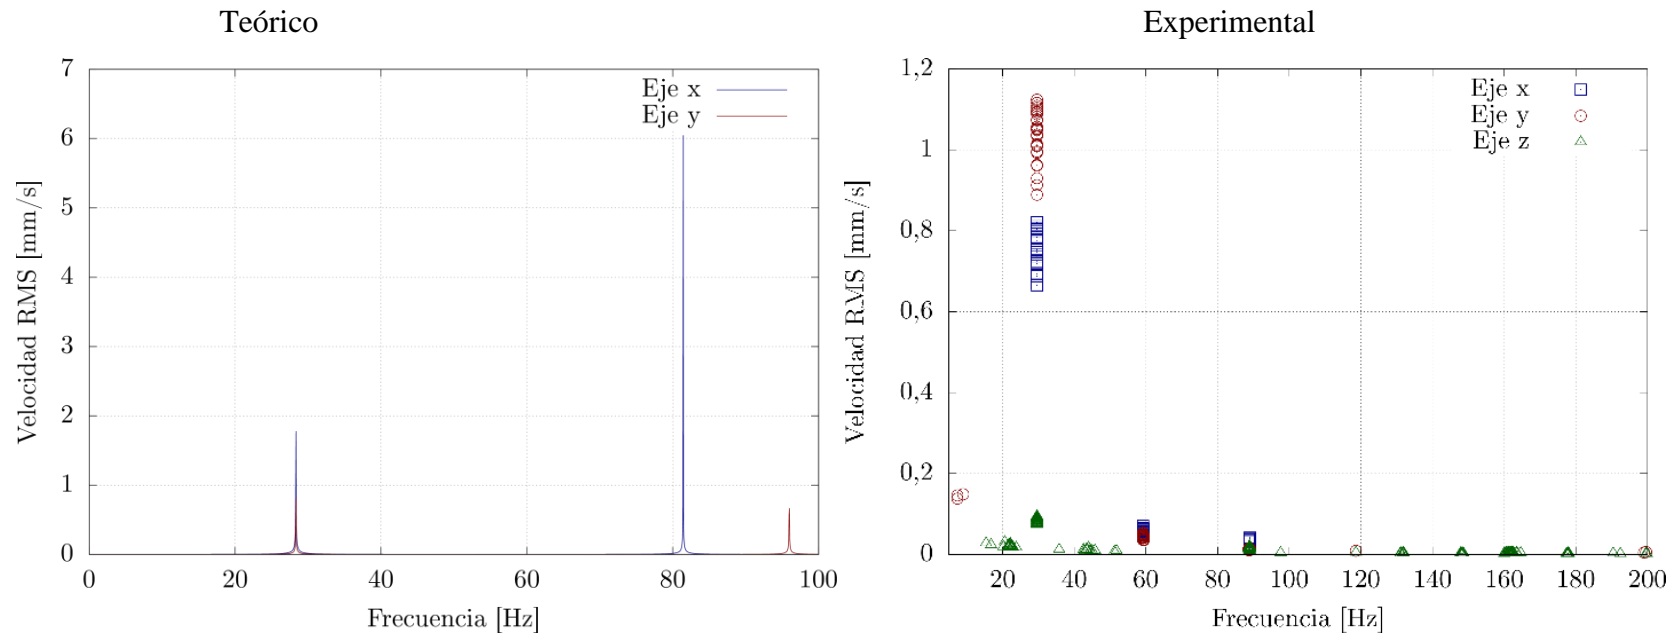 Teórico
Experimental
7
6
5
4
3
2
1
0
Velocidad RMS [mm/s]
Eje x
Eje y
0 20 40 60 80 100
Frecuencia [Hz]
1,2
1
0,8
0,6
0,4
0,2
0
Velocidad RMS [mm/s]
Eje x
Eje y
Eje z
20 40 60 80 100 120 140 160 180 200
Frecuencia [Hz]